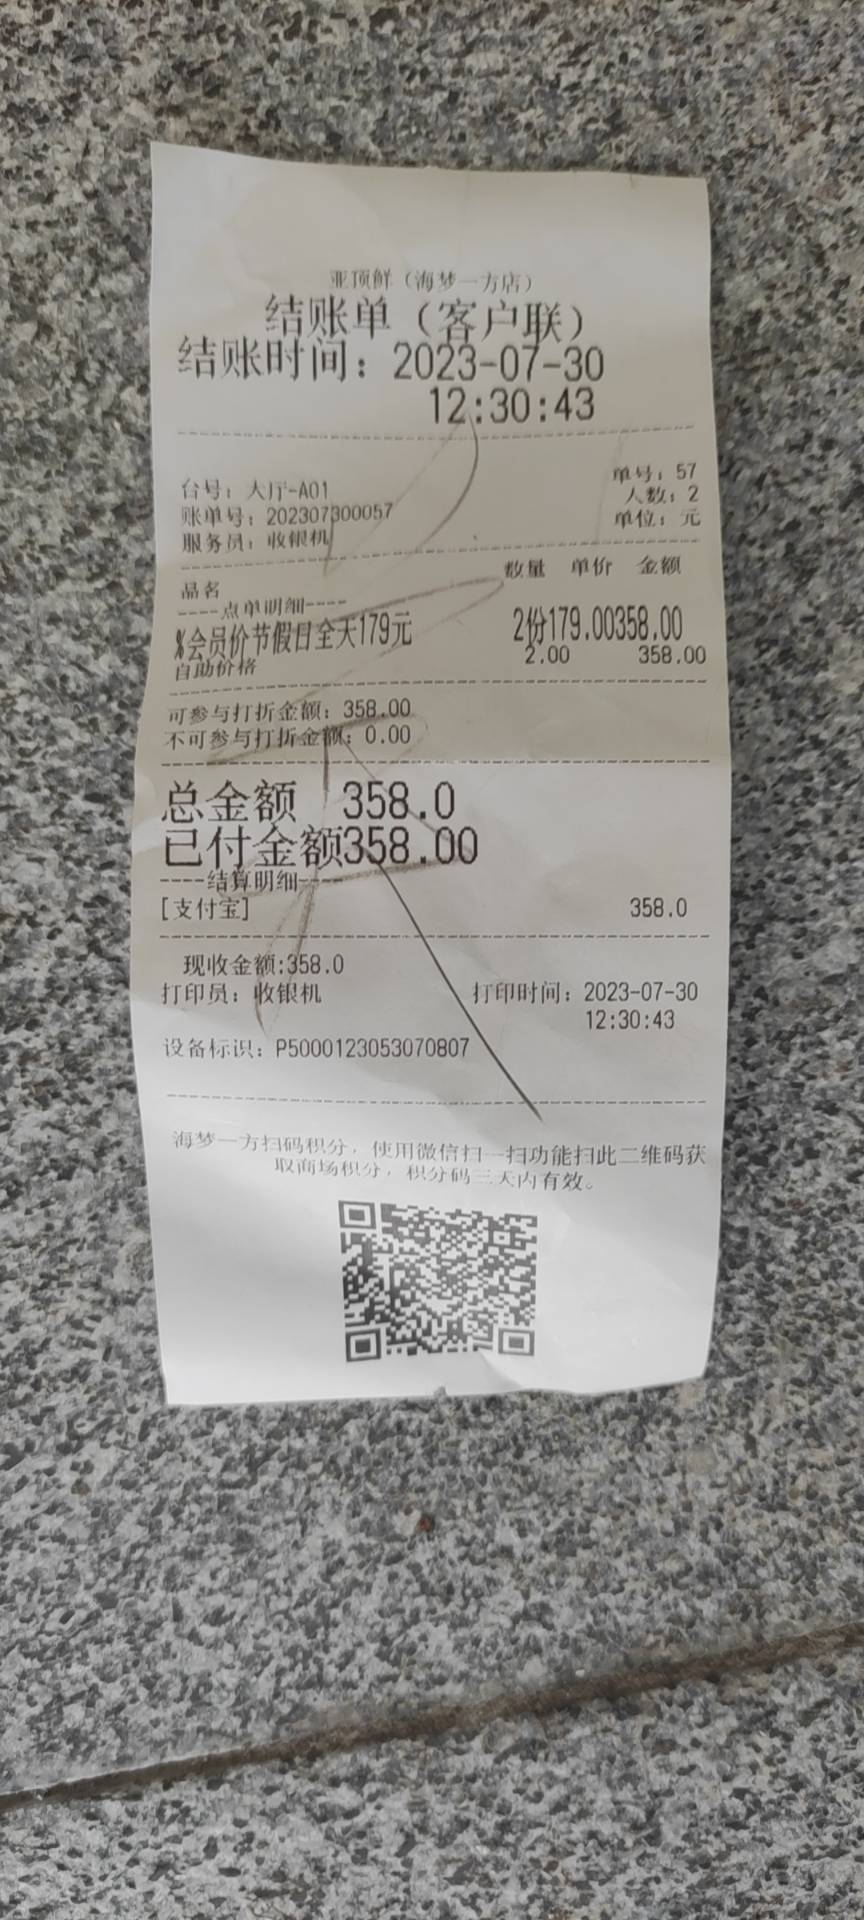 亚顶鲜（海梦一方店）
结账单（客户联）
结账时间：2023-07-30
12:30:43
单号：57
台号：大厅-A01
人数：2
账单号：202307300057
单位：元
服务员：收银机
品名 数量 单价 金额
----点单明细----
%会员价节假日全天179元 2份179.00358.00
自助价格 2.00 358.00
可参与打折金额：358.00
不可参与打折金额：0.00
总金额 358.0
已付金额358.00
----结算明细----
[支付宝] 358.0
现收金额:358.0
打印员：收银机 打印时间：2023-07-30
12:30:43
设备标识：P5000123053070807
海梦一方扫码积分，使用微信扫一扫功能扫此二维码获
取商场积分，积分码三天内有效。